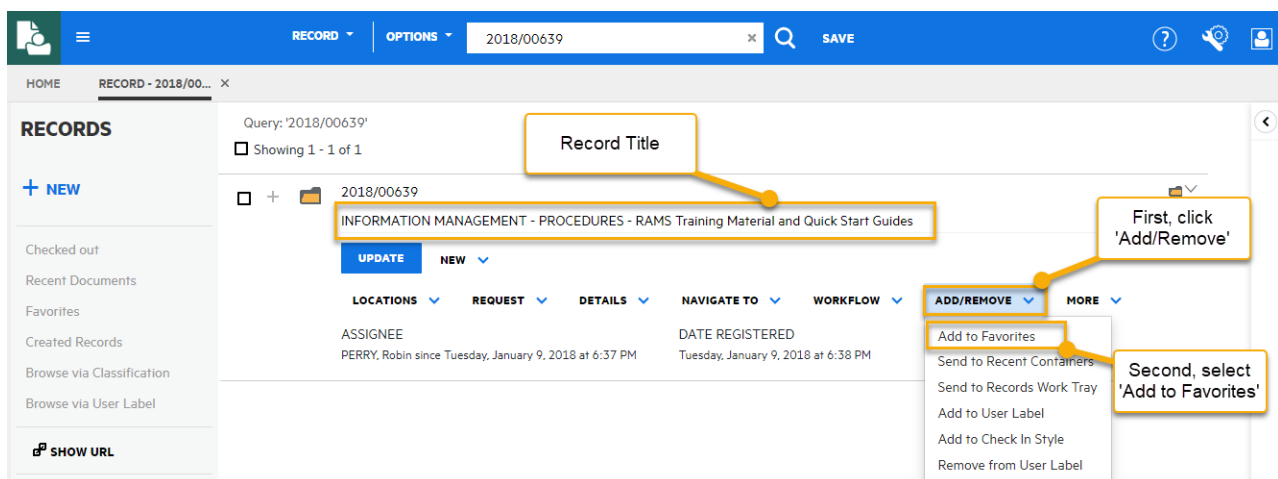 RECORD OPTIONS 2018/00639 × SAVE ?
HOME RECORD - 2018/00... ×
RECORDS
+ NEW
Checked out
Recent Documents
Favorites
Created Records
Browse via Classification
Browse via User Label
SHOW URL
Query: '2018/00639'
Showing 1 - 1 of 1
Record Title
2018/00639
INFORMATION MANAGEMENT - PROCEDURES - RAMS Training Material and Quick Start Guides
First, click
'Add/Remove'
UPDATE NEW
LOCATIONS REQUEST DETAILS NAVIGATE TO WORKFLOW ADD/REMOVE MORE
ASSIGNEE DATE REGISTERED
PERRY, Robin since Tuesday, January 9, 2018 at 6:37 PM Tuesday, January 9, 2018 at 6:38 PM
Add to Favorites
Send to Recent Containers
Send to Records Work Tray
Add to User Label
Add to Check In Style
Remove from User Label
Second, select
'Add to Favorites'